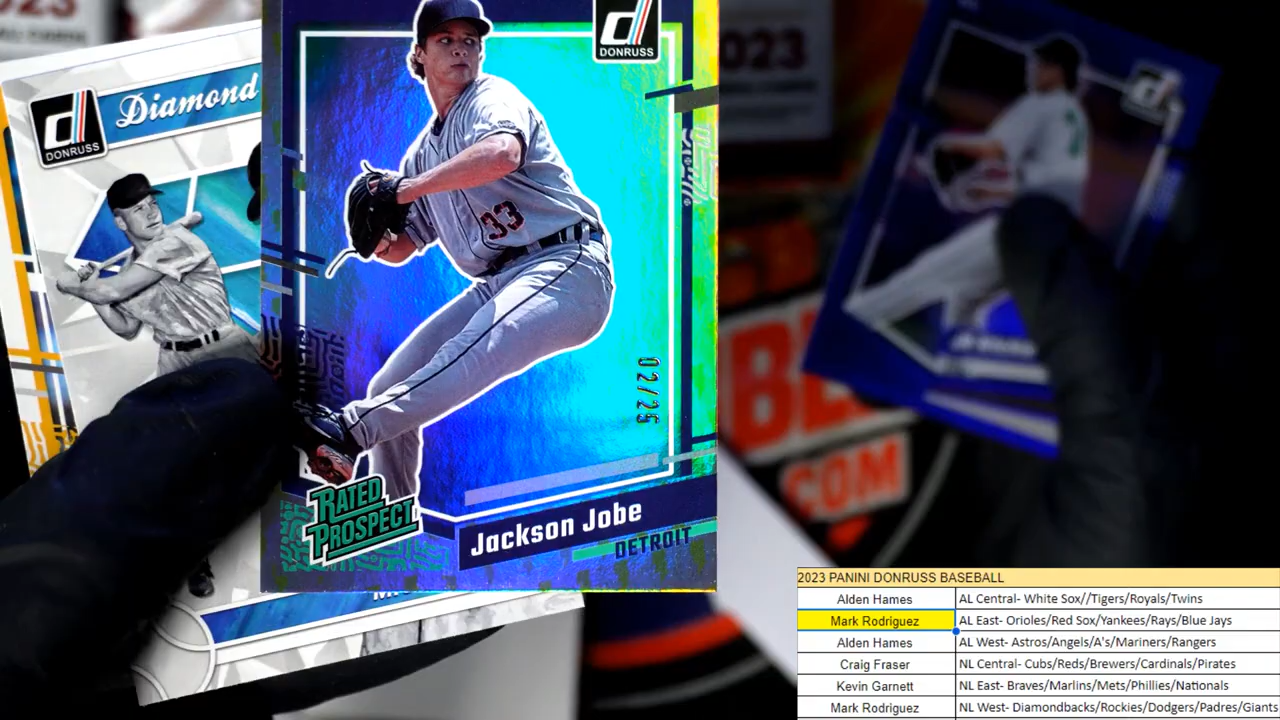 2023
Diamond
DONRUSS
DONRUSS
33
02/25
RATED
PROSPECT
Jackson Jobe
DETROIT
.COM
2023 PANINI DONRUSS BASEBALL
Alden Hames AL Central- White Sox//Tigers/Royals/Twins
Mark Rodriguez AL East- Orioles/Red Sox/Yankees/Rays/Blue Jays
Alden Hames AL West- Astros/Angels/A's/Mariners/Rangers
Craig Fraser NL Central- Cubs/Reds/Brewers/Cardinals/Pirates
Kevin Garnett NL East- Braves/Marlins/Mets/Phillies/Nationals
Mark Rodriguez NL West- Diamondbacks/Rockies/Dodgers/Padres/Giants